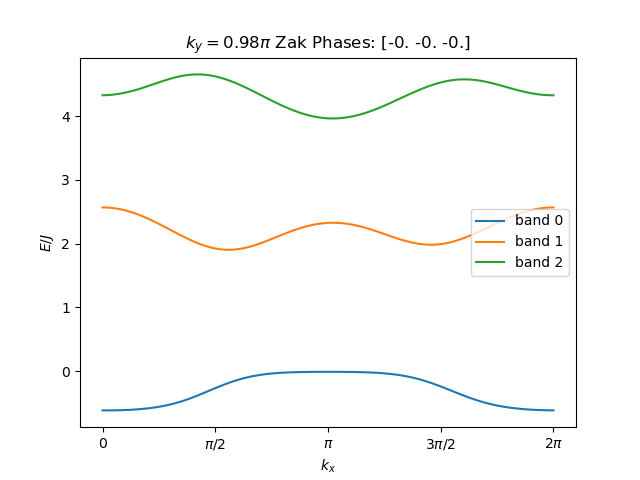 k_y = 0.98π Zak Phases: [-0. -0. -0.]
E/J
4
3
2
1
0
band 0
band 1
band 2
0 π/2 π 3π/2 2π
k_x